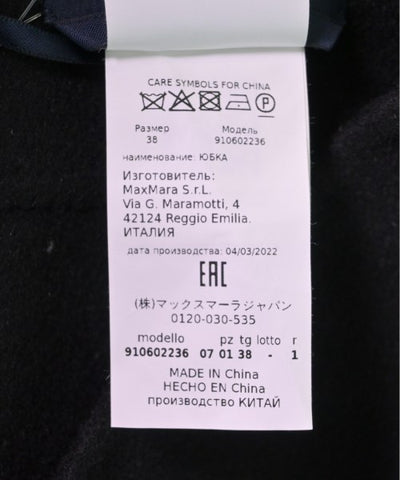 CARE SYMBOLS FOR CHINA
P
Размер Модель
38 910602236
наименование: ЮБКА
Изготовитель:
MaxMara S.r.L.
Via G. Maramotti, 4
42124 Reggio Emilia.
ИТАЛИЯ
дата производства: 04/03/2022
EAC
(株)マックスマーラジャパン
0120-030-535
modello pz tg lotto r
910602236 07 01 38 - 1
MADE IN China
HECHO EN China
производство КИТАЙ